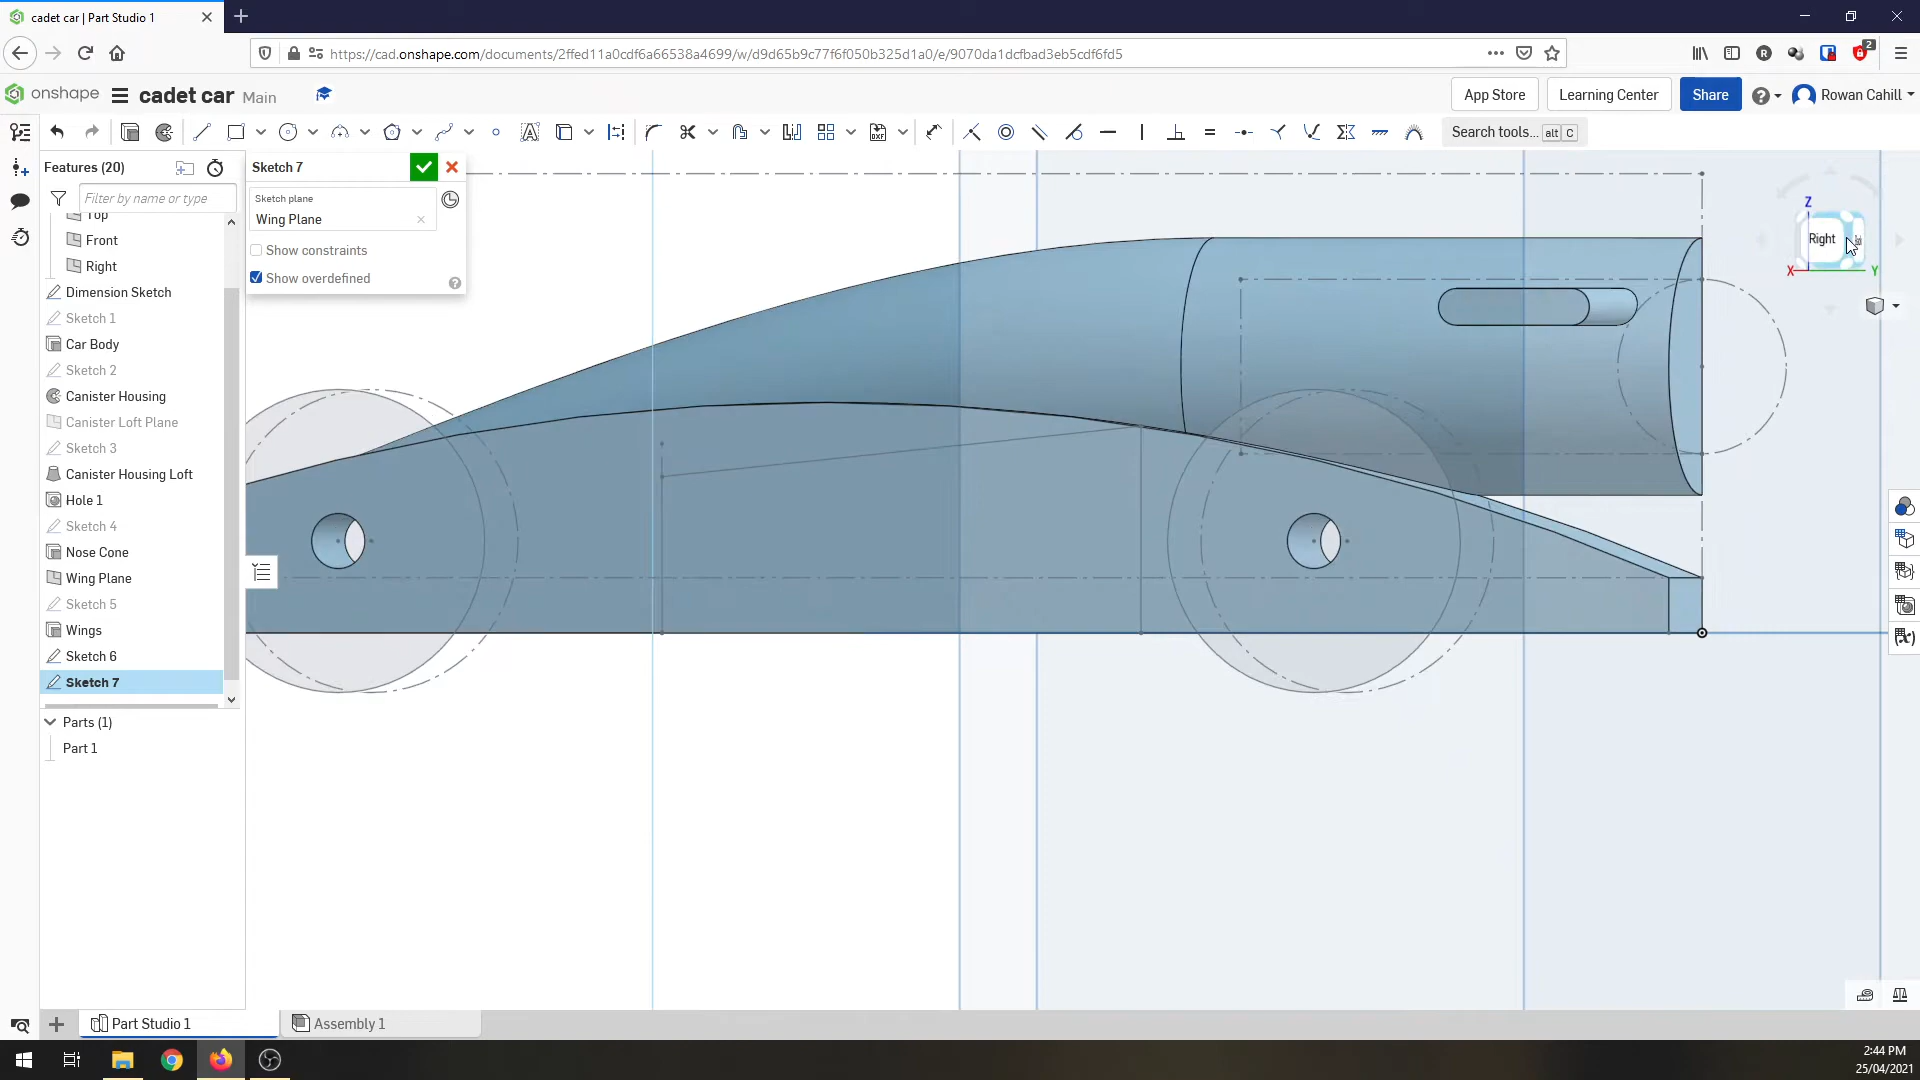 cadet car | Part Studio 1
https://cad.onshape.com/documents/2ffed11a0cdf6a66538a4699/w/d9d65b9c77f6f050b325d1a0/e/9070da1dcfbad3eb5cdf6fd5
2
onshape
cadet car Main
App Store
Learning Center
Share
Rowan Cahill
Search tools... alt C
Features (20)
Filter by name or type
Top
Front
Right
Dimension Sketch
Sketch 1
Car Body
Sketch 2
Canister Housing
Canister Loft Plane
Sketch 3
Canister Housing Loft
Hole 1
Sketch 4
Nose Cone
Wing Plane
Sketch 5
Wings
Sketch 6
Sketch 7
Parts (1)
Part 1
Sketch 7
Sketch plane
Wing Plane
Show constraints
Show overdefined
Z
Right
X
Y
Part Studio 1
Assembly 1
2:44 PM
25/04/2021